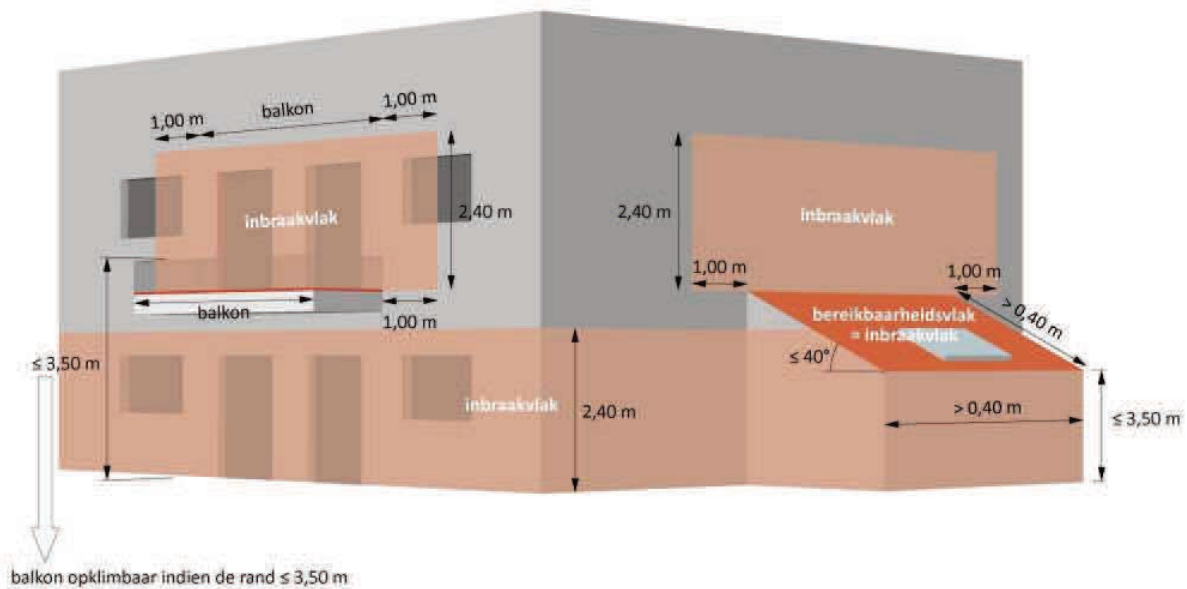 1,00 m
balkon
1,00 m
inbraakvlak
2,40 m
balkon
1,00 m
≤ 3,50 m
inbraakvlak
2,40 m
2,40 m
inbraakvlak
1,00 m
1,00 m
bereikbaarheidsvlak
= inbraakvlak
> 0,40 m
≤ 40°
> 0,40 m
≤ 3,50 m
balkon opklimbaar indien de rand ≤ 3,50 m